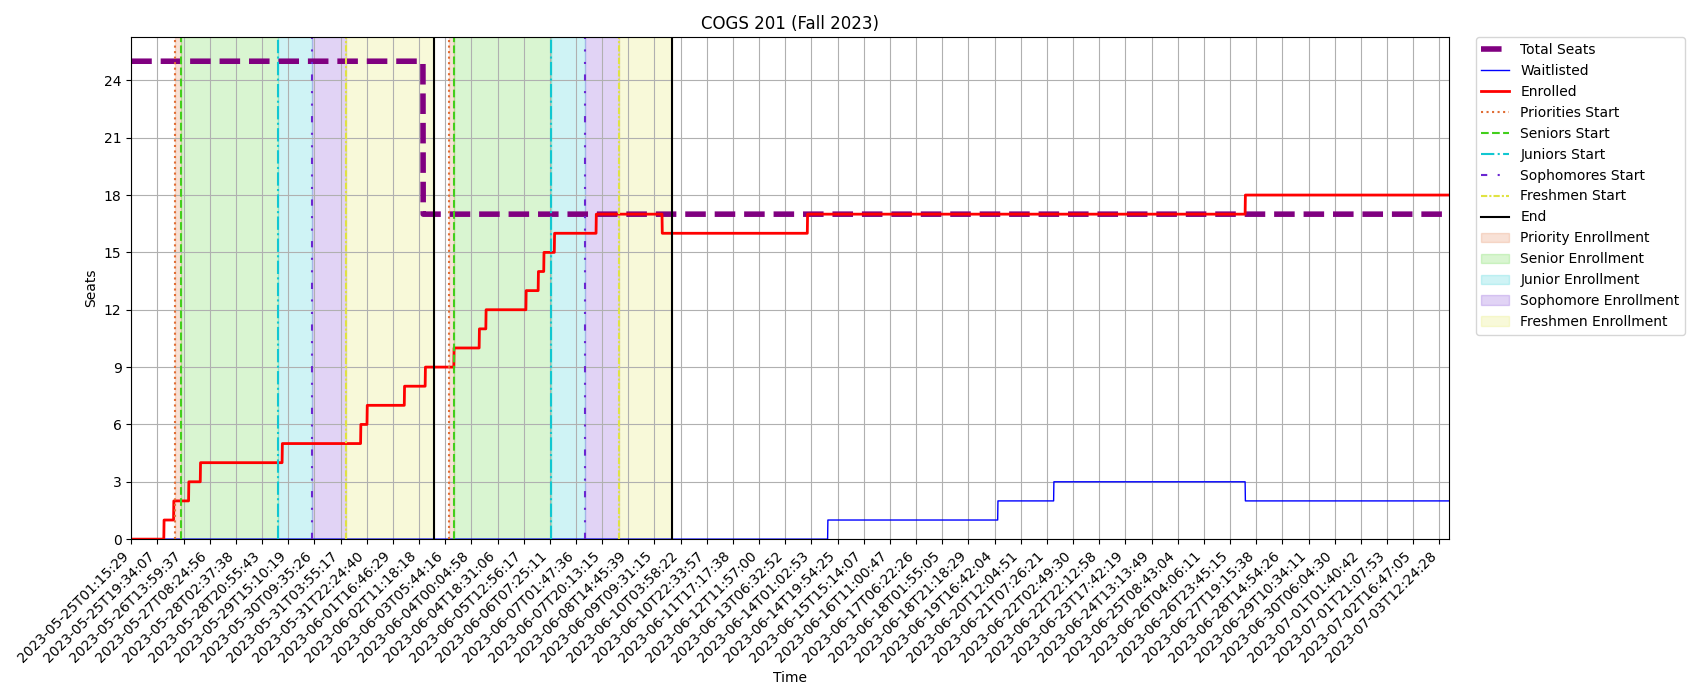 COGS 201 (Fall 2023)
Seats
24
21
18
15
12
9
6
3
0
2023-05-25T01:15:29
2023-05-25T19:34:07
2023-05-26T13:59:37
2023-05-27T08:24:56
2023-05-28T02:37:38
2023-05-28T20:55:43
2023-05-29T15:10:19
2023-05-30T09:35:26
2023-05-31T03:55:17
2023-05-31T22:24:40
2023-06-01T16:46:29
2023-06-02T11:18:18
2023-06-03T05:44:16
2023-06-04T00:04:58
2023-06-04T18:31:06
2023-06-05T12:56:17
2023-06-06T07:25:11
2023-06-07T01:47:36
2023-06-07T20:13:15
2023-06-08T14:45:39
2023-06-09T09:31:15
2023-06-10T03:58:22
2023-06-10T22:33:57
2023-06-11T17:17:38
2023-06-12T11:57:00
2023-06-13T06:32:52
2023-06-14T01:02:53
2023-06-14T19:54:25
2023-06-15T15:14:07
2023-06-16T11:00:47
2023-06-17T06:22:26
2023-06-18T01:55:05
2023-06-18T21:18:29
2023-06-19T16:42:04
2023-06-20T12:04:51
2023-06-21T07:26:21
2023-06-22T02:49:30
2023-06-22T22:12:58
2023-06-23T17:42:19
2023-06-24T13:13:49
2023-06-25T08:43:04
2023-06-26T04:06:11
2023-06-26T23:45:15
2023-06-27T19:15:38
2023-06-28T14:54:26
2023-06-29T10:34:11
2023-06-30T06:04:30
2023-07-01T01:40:42
2023-07-01T21:07:53
2023-07-02T16:47:05
2023-07-03T12:24:28
Time
Total Seats
Waitlisted
Enrolled
Priorities Start
Seniors Start
Juniors Start
Sophomores Start
Freshmen Start
End
Priority Enrollment
Senior Enrollment
Junior Enrollment
Sophomore Enrollment
Freshmen Enrollment